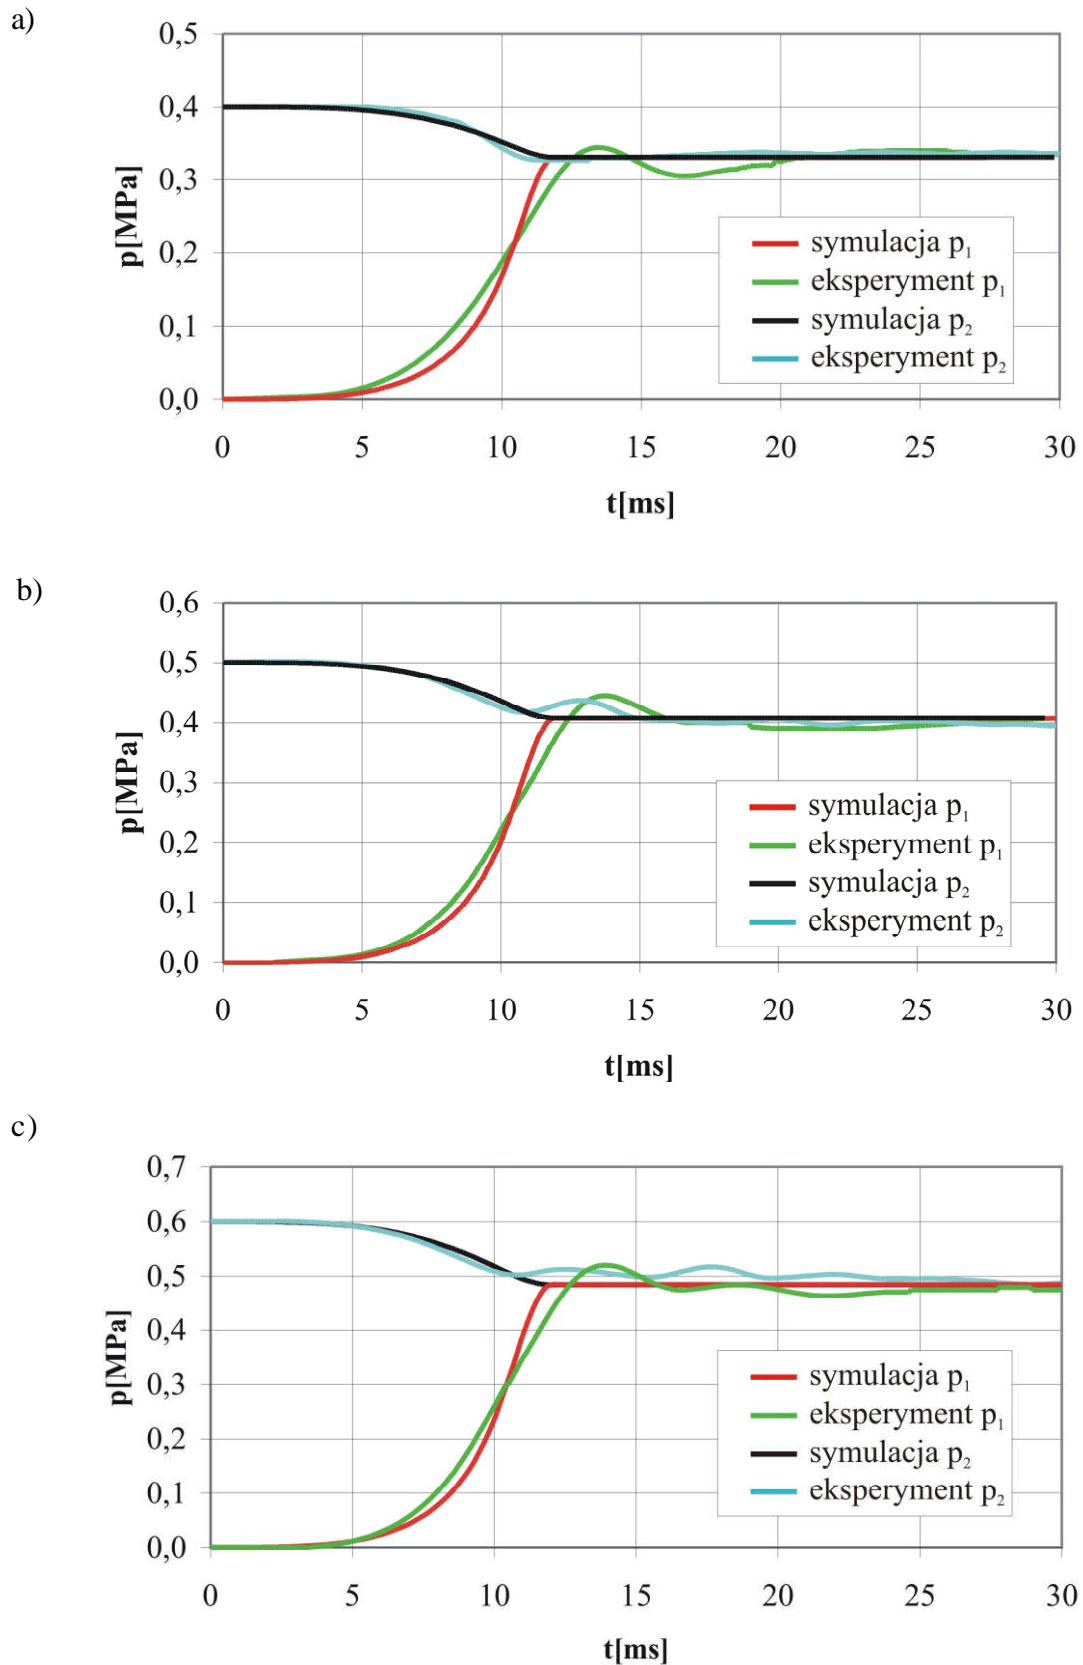 a)
0,5
0,4
0,3
0,2
0,1
0,0
p[MPa]
symulacja p₁
eksperyment p₁
symulacja p₂
eksperyment p₂
0 5 10 15 20 25 30
t[ms]
b)
0,6
0,5
0,4
0,3
0,2
0,1
0,0
p[MPa]
symulacja p₁
eksperyment p₁
symulacja p₂
eksperyment p₂
0 5 10 15 20 25 30
t[ms]
c)
0,7
0,6
0,5
0,4
0,3
0,2
0,1
0,0
p[MPa]
symulacja p₁
eksperyment p₁
symulacja p₂
eksperyment p₂
0 5 10 15 20 25 30
t[ms]